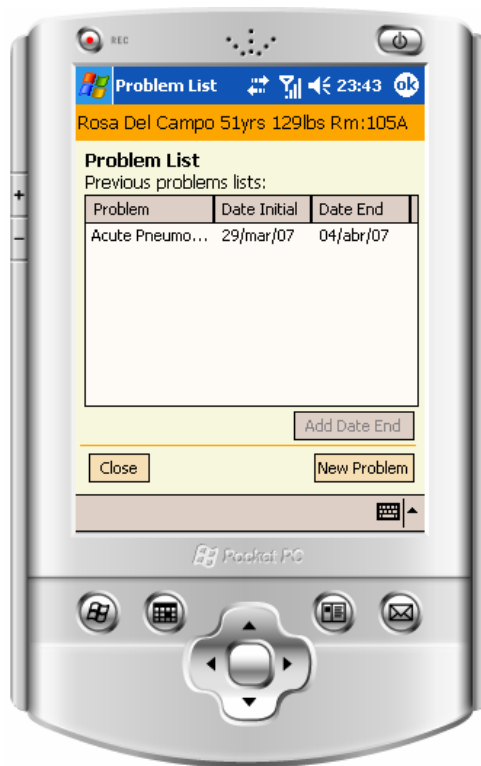 REC
Problem List 23:43 ok
Rosa Del Campo 51yrs 129lbs Rm:105A
Problem List
Previous problems lists:
Problem Date Initial Date End
Acute Pneumo... 29/mar/07 04/abr/07
Add Date End
Close New Problem
Pocket PC